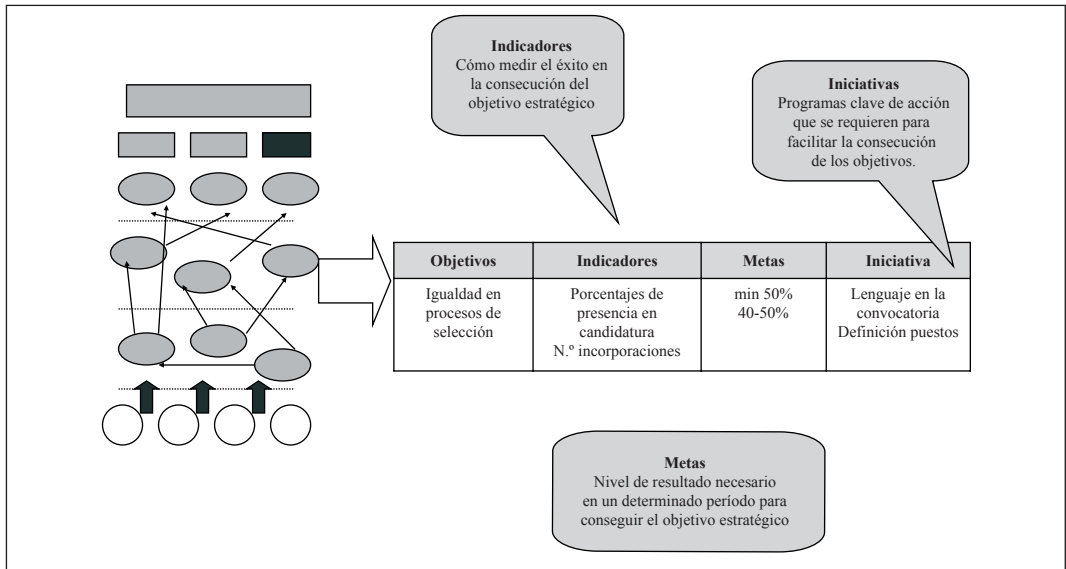 Indicadores
Cómo medir el éxito en
la consecución del
objetivo estratégico
Iniciativas
Programas clave de acción
que se requieren para
facilitar la consecución
de los objetivos.
Objetivos Indicadores Metas Iniciativa
Igualdad en
procesos de
selección
Porcentajes de
presencia en
candidatura
N.º incorporaciones
min 50%
40-50%
Lenguaje en la
convocatoria
Definición puestos
Metas
Nivel de resultado necesario
en un determinado período para
conseguir el objetivo estratégico